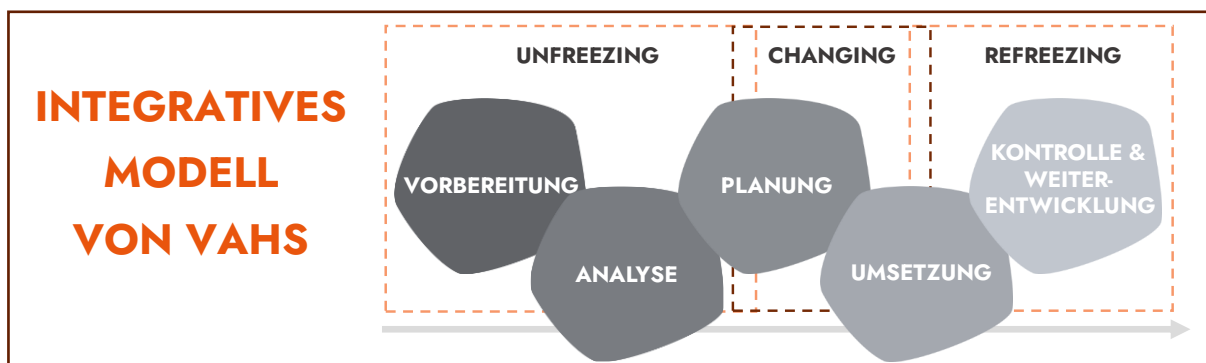 INTEGRATIVES
MODELL
VON VAHS
UNFREEZING
CHANGING
REFREEZING
VORBEREITUNG
ANALYSE
PLANUNG
UMSETZUNG
KONTROLLE &
WEITER-
ENTWICKLUNG